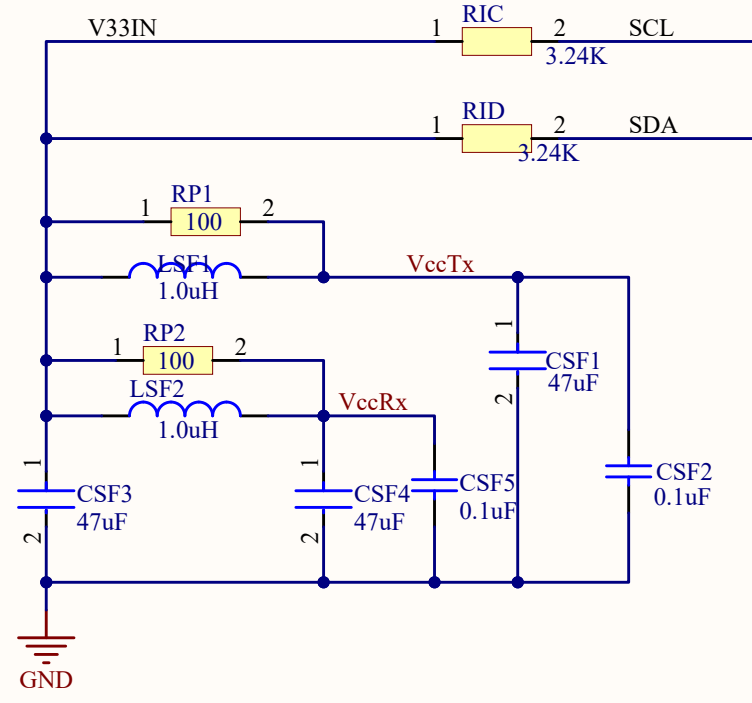 V33IN
1
RIC
2
3.24K
SCL
1
RID
2
3.24K
SDA
RP1
1
100
2
LSF1
1.0uH
VccTx
RP2
1
100
2
LSF2
1.0uH
VccRx
1
CSF1
47uF
2
1
CSF3
47uF
2
1
CSF4
47uF
2
CSF5
0.1uF
CSF2
0.1uF
GND